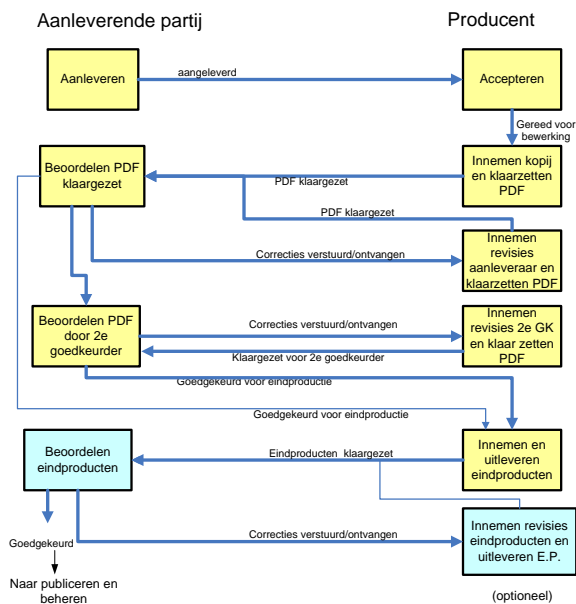 Aanleverende partij
Producent
Aanleveren
aangeleverd
Accepteren
Gereed voor
bewerking
Beoordelen PDF
klaargezet
PDF klaargezet
Innemen kopij
en klaarzetten
PDF
PDF klaargezet
Correcties verstuurd/ontvangen
Innemen
revisies
aanleveraar en
klaarzetten PDF
Beoordelen PDF
door 2e
goedkeurder
Correcties verstuurd/ontvangen
Klaargezet voor 2e goedkeurder
Innemen
revisies 2e GK
en klaar zetten
PDF
Goedgekeurd voor eindproductie
Goedgekeurd voor eindproductie
Beoordelen
eindproducten
Eindproducten klaargezet
Innemen en
uitleveren
eindproducten
Goedgekeurd
Correcties verstuurd/ontvangen
Innemen revisies
eindproducten en
uitleveren E.P.
Naar publiceren en
beheren
(optioneel)